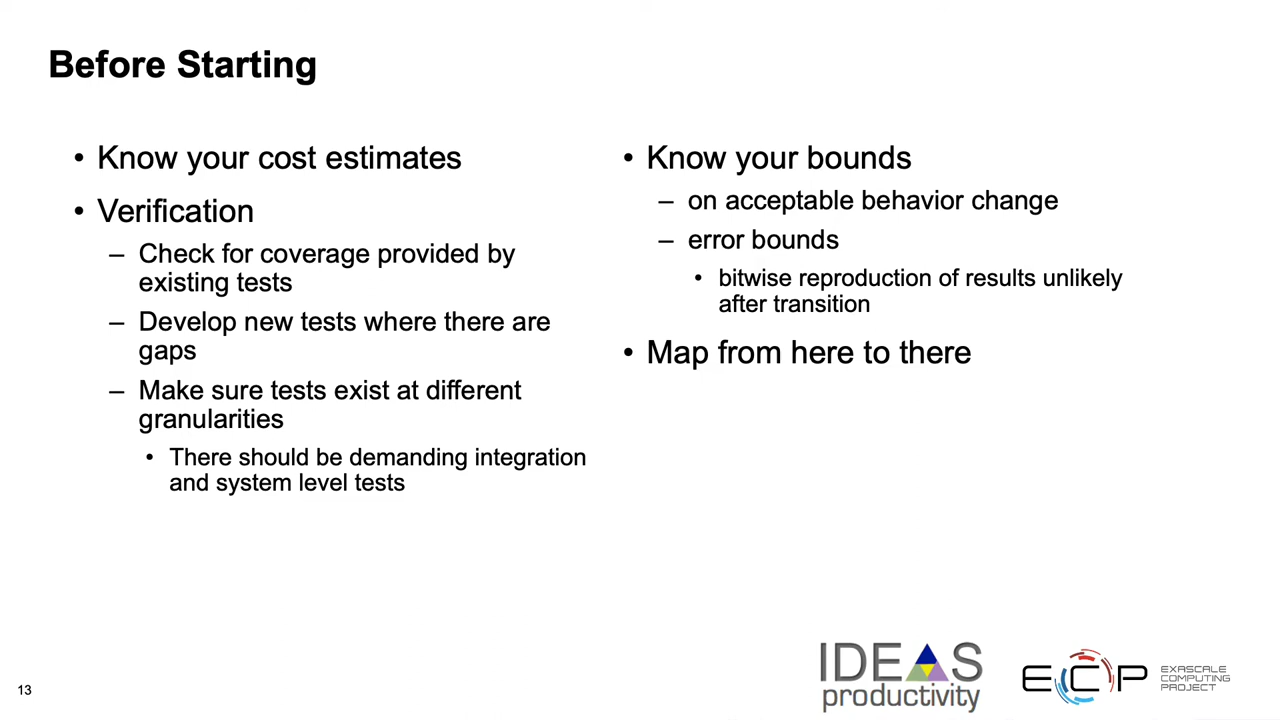 Before Starting
• Know your cost estimates
• Verification
– Check for coverage provided by
existing tests
– Develop new tests where there are
gaps
– Make sure tests exist at different
granularities
• There should be demanding integration
and system level tests
• Know your bounds
– on acceptable behavior change
– error bounds
• bitwise reproduction of results unlikely
after transition
• Map from here to there
13
IDEAS
productivity
ECP
EXASCALE
COMPUTING
PROJECT